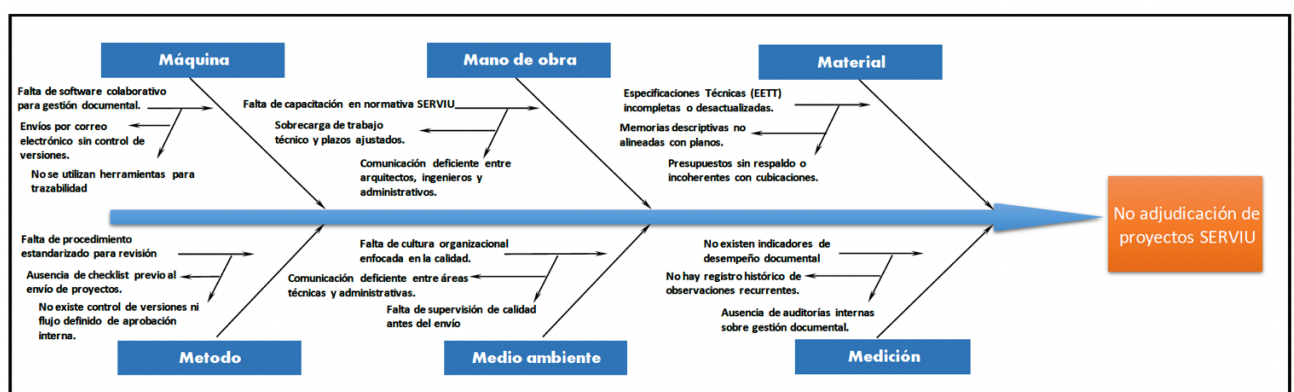 Máquina
Falta de software colaborativo
para gestión documental.
Envíos por correo
electrónico sin control de
versiones.
No se utilizan herramientas para
trazabilidad
Mano de obra
Falta de capacitación en normativa SERVIU
Sobrecarga de trabajo
técnico y plazos ajustados.
Comunicación deficiente entre
arquitectos, ingenieros y
administrativos.
Material
Especificaciones Técnicas (EETT)
incompletas o desactualizadas.
Memorias descriptivas no
alineadas con planos.
Presupuestos sin respaldo o
incoherentes con cubicaciones.
No adjudicación de
proyectos SERVIU
Falta de procedimiento
estandarizado para revisión
Ausencia de checklist previo al
envío de proyectos.
No existe control de versiones ni
flujo definido de aprobación
interna.
Metodo
Falta de cultura organizacional
enfocada en la calidad.
Comunicación deficiente entre áreas
técnicas y administrativas.
Falta de supervisión de calidad
antes del envío
Medio ambiente
No existen indicadores de
desempeño documental
No hay registro histórico de
observaciones recurrentes.
Ausencia de auditorías internas
sobre gestión documental.
Medición